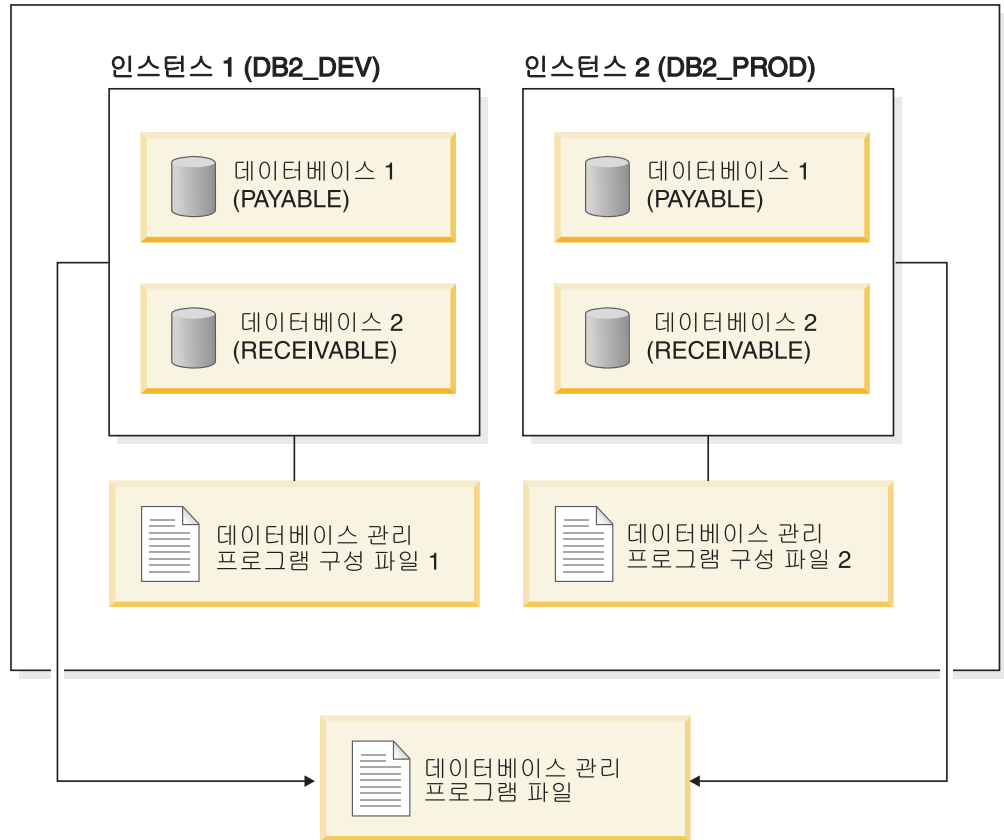 인스턴스 1 (DB2_DEV)
데이터베이스 1
(PAYABLE)
데이터베이스 2
(RECEIVABLE)
데이터베이스 관리
프로그램 구성 파일 1
인스턴스 2 (DB2_PROD)
데이터베이스 1
(PAYABLE)
데이터베이스 2
(RECEIVABLE)
데이터베이스 관리
프로그램 구성 파일 2
데이터베이스 관리
프로그램 파일